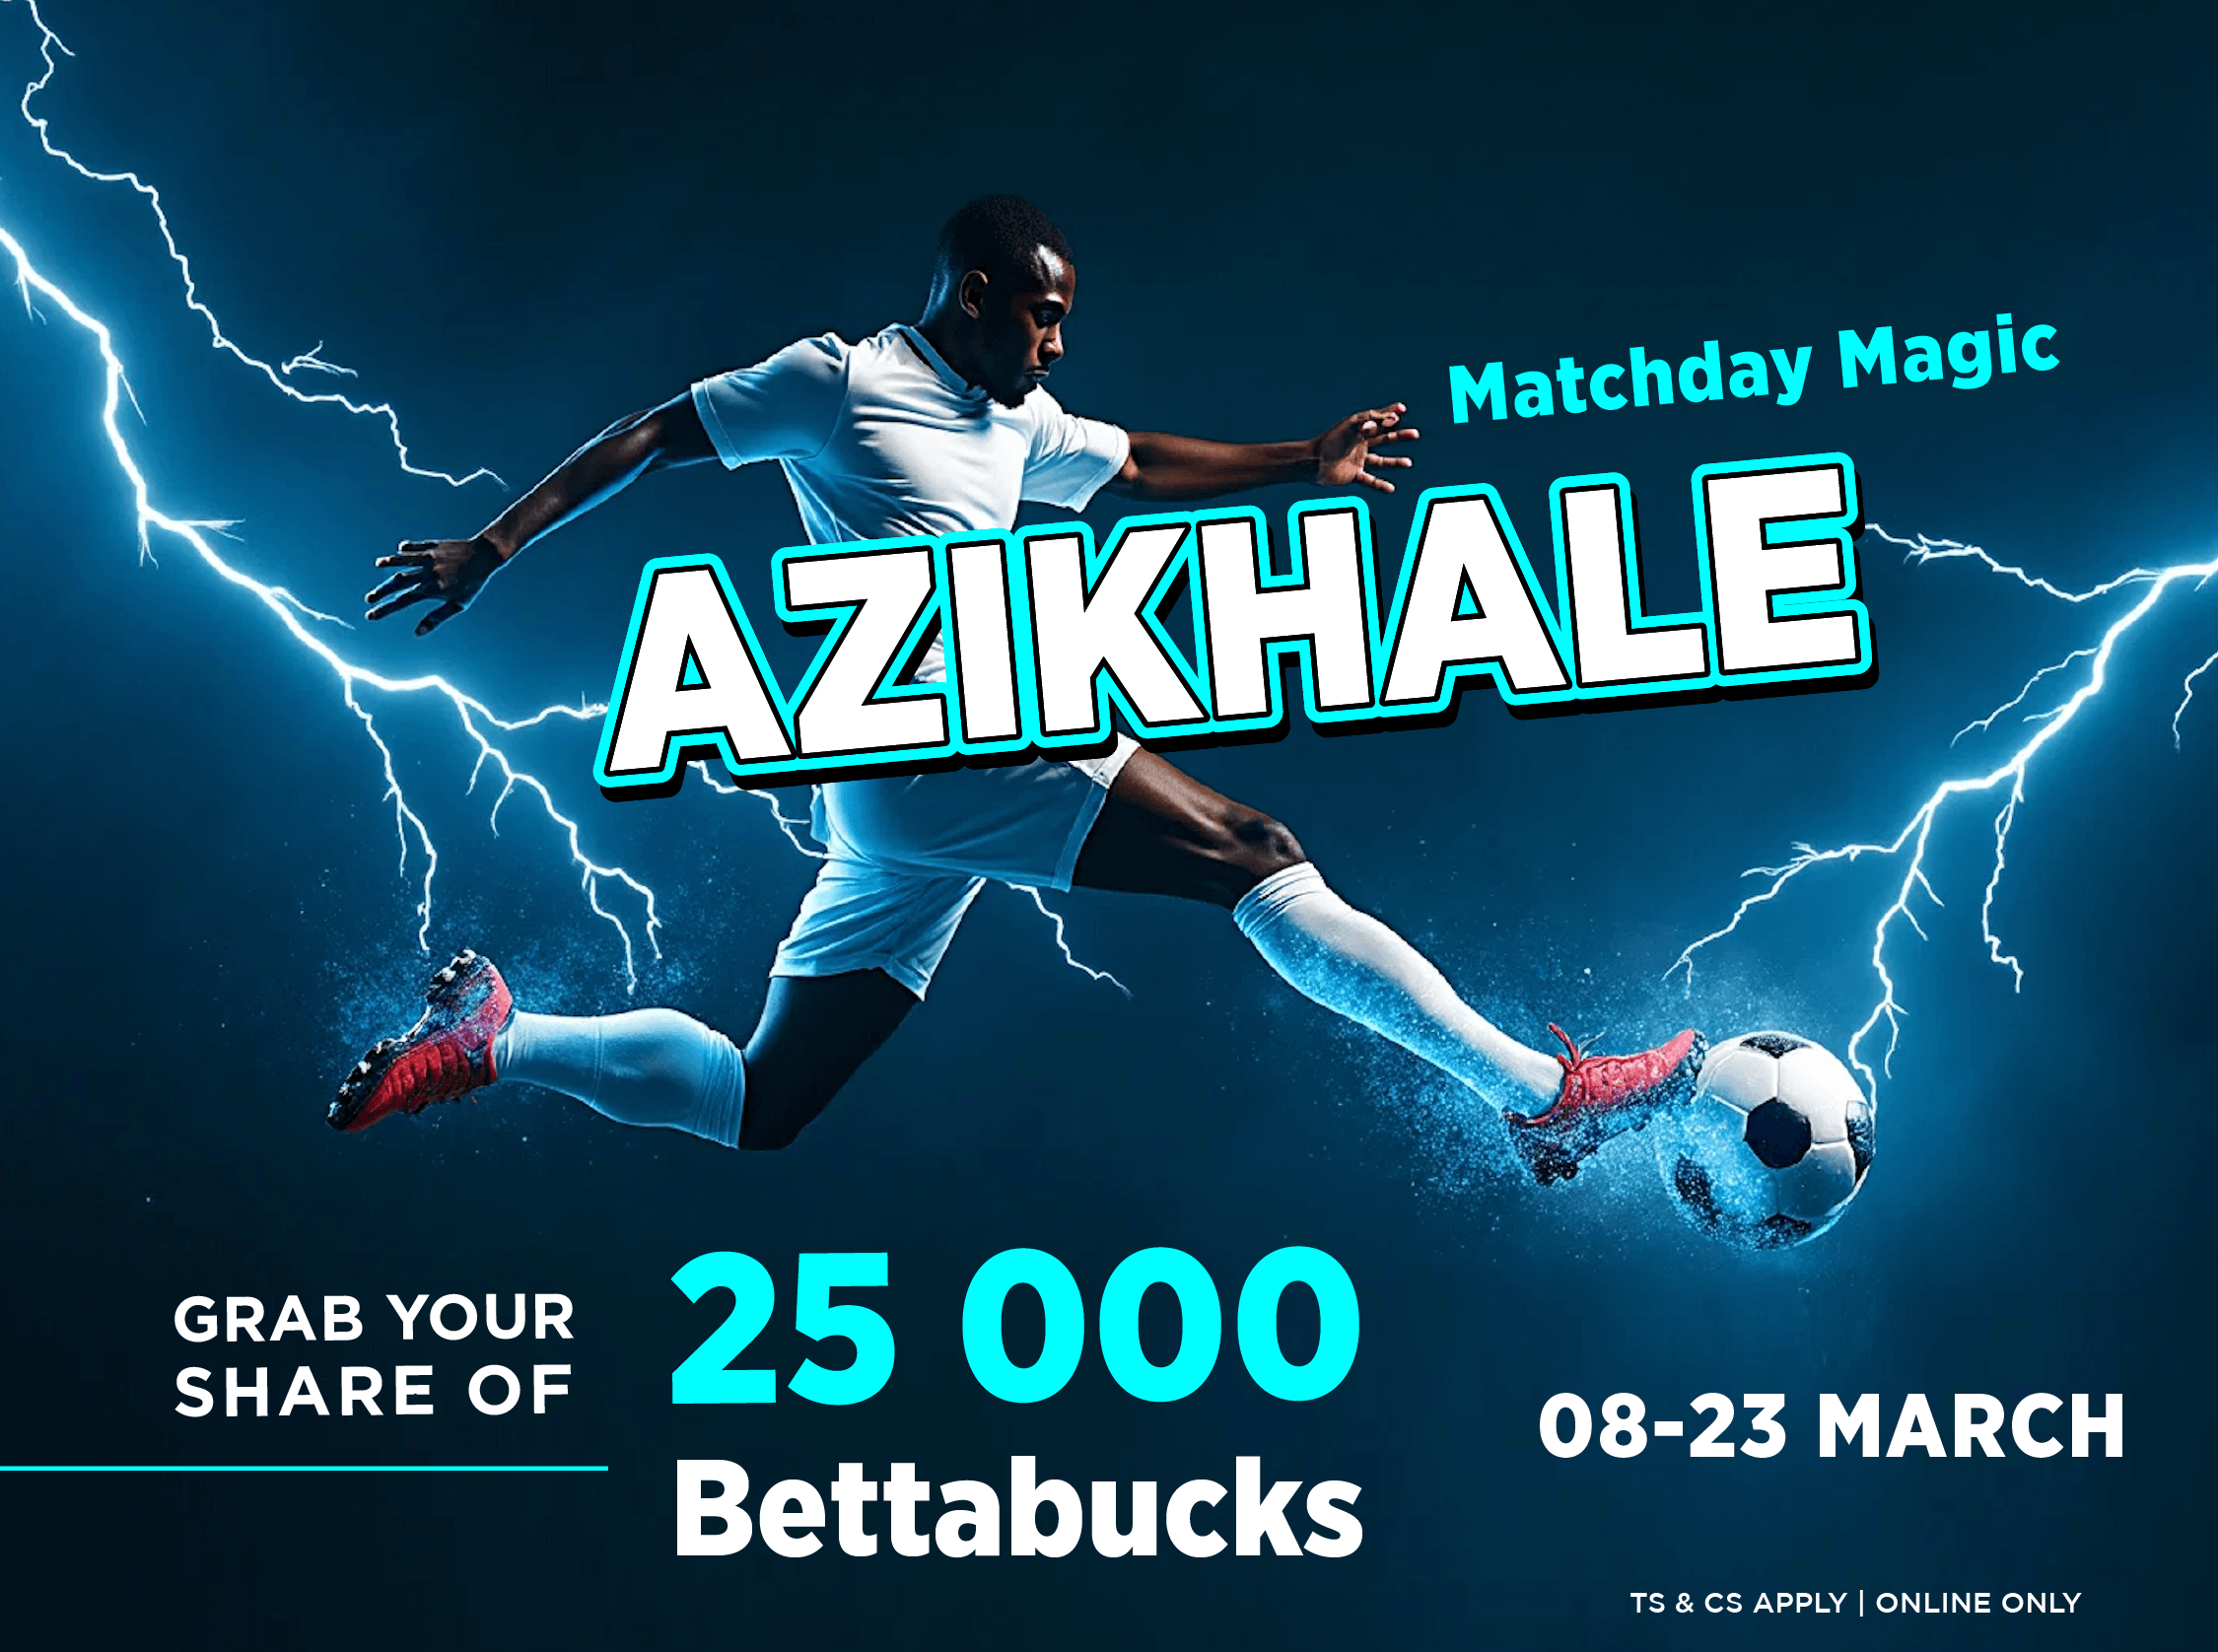 Matchday Magic
AZIKHALE
GRAB YOUR
SHARE OF
25 000
Bettabucks
08-23 MARCH
TS & CS APPLY | ONLINE ONLY